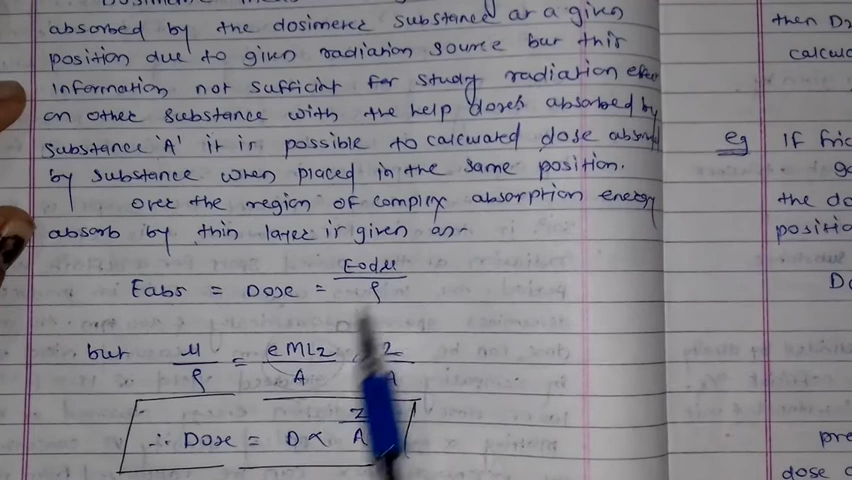 absorbed by the dosimeter substance at a given
position due to given radiation source but this
information not sufficint for study radiation effect
on other substance with the help doses absorbed by
substance 'A' it is possible to calculated dose absorbed
by substance when placed in the same position.
over the region of complex absorption energy
absorb by thin layer is given as-
Eabs = Dose = Eodμ / ρ
but μ/ρ = eMLz / A Z / A
∴ Dose = D ∝ Z / A
then D
calcu
eg If fric
the do
positio
D
pre
dose c